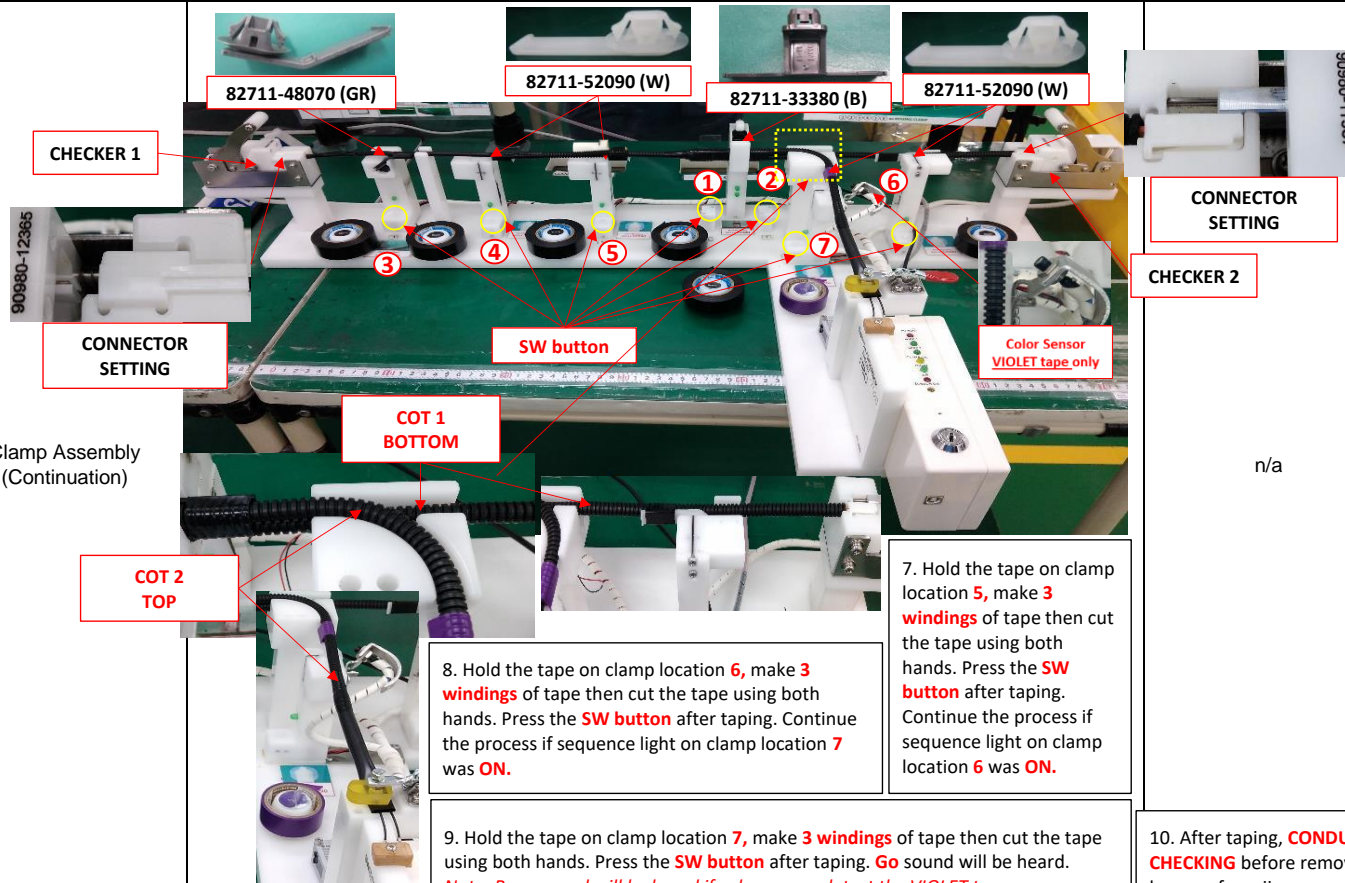 82711-48070 (GR)
82711-52090 (W)
82711-33380 (B)
82711-52090 (W)
CHECKER 1
90980-12365
CONNECTOR
SETTING
CONNECTOR
SETTING
CHECKER 2
1
2
3
4
5
6
7
SW button
Color Sensor
VIOLET tape only
COT 1
BOTTOM
COT 2
TOP
Clamp Assembly
(Continuation)
n/a
7. Hold the tape on clamp
location 5, make 3
windings of tape then cut
the tape using both
hands. Press the SW
button after taping.
Continue the process if
sequence light on clamp
location 6 was ON.
8. Hold the tape on clamp location 6, make 3
windings of tape then cut the tape using both
hands. Press the SW button after taping. Continue
the process if sequence light on clamp location 7
was ON.
9. Hold the tape on clamp location 7, make 3 windings of tape then cut the tape
using both hands. Press the SW button after taping. Go sound will be heard.
10. After taping, CONDU
CHECKING before remov